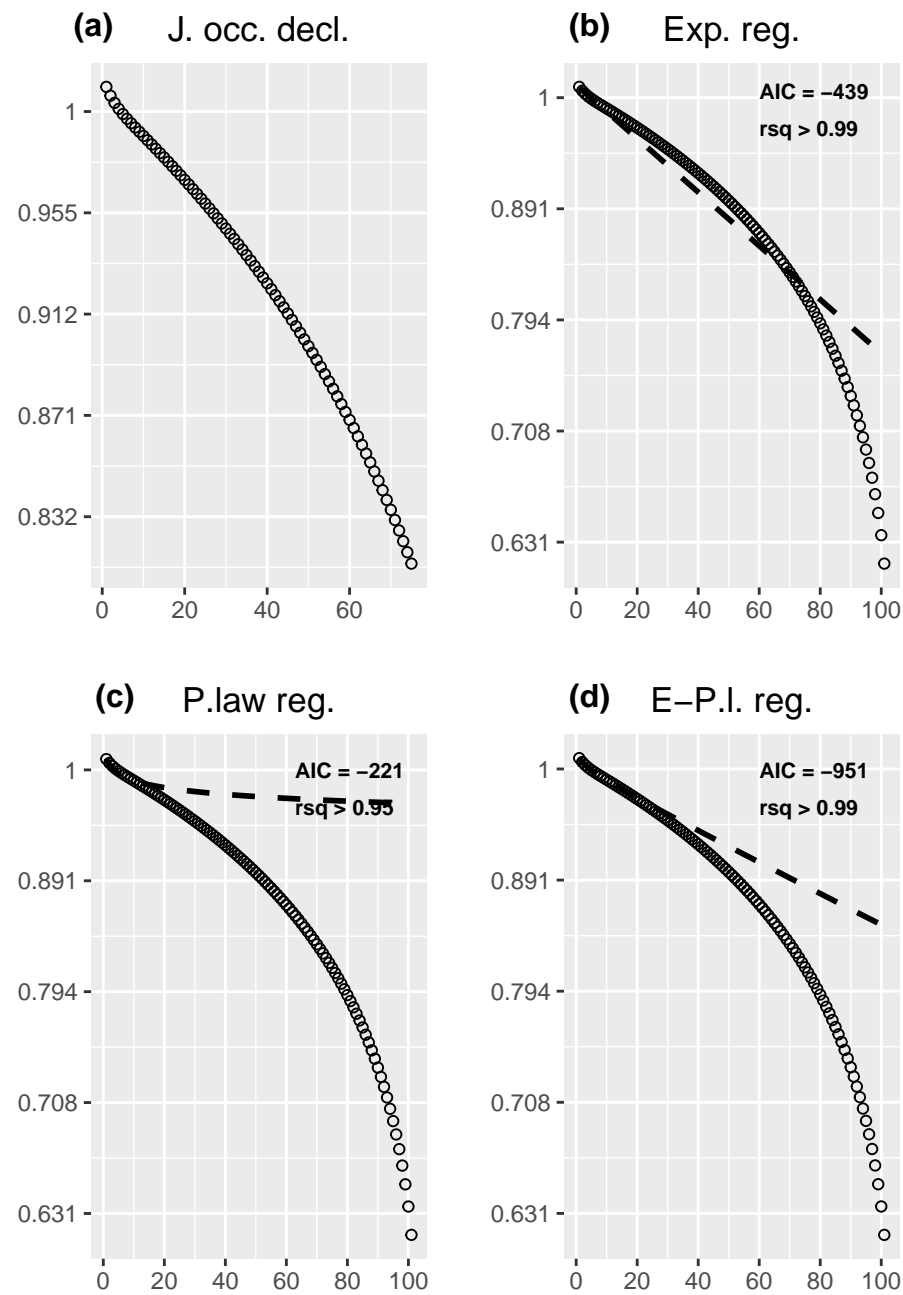 (a) J. occ. decl.
1
0.955
0.912
0.871
0.832
0 20 40 60
(b) Exp. reg.
AIC = −439
rsq > 0.99
1
0.891
0.794
0.708
0.631
0 20 40 60 80 100
(c) P.law reg.
AIC = −221
rsq > 0.95
1
0.891
0.794
0.708
0.631
0 20 40 60 80 100
(d) E−P.l. reg.
AIC = −951
rsq > 0.99
1
0.891
0.794
0.708
0.631
0 20 40 60 80 100